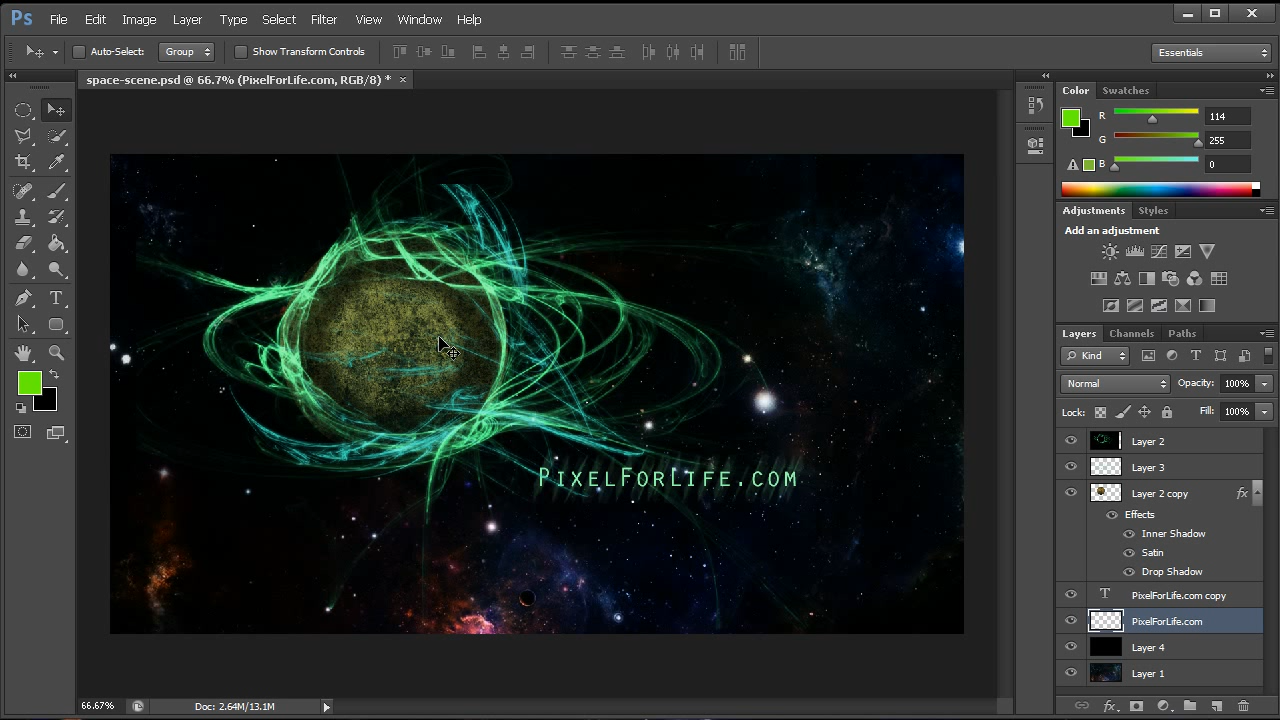 Ps File Edit Image Layer Type Select Filter View Window Help
Auto-Select: Group Show Transform Controls Essentials
space-scene.psd @ 66.7% (PixelForLife.com, RGB/8) * ×
Color Swatches
R 114
G 255
B 0
Adjustments Styles
Add an adjustment
Layers Channels Paths
Kind
Normal Opacity: 100%
Lock: Fill: 100%
Layer 2
Layer 3
Layer 2 copy fx
Effects
Inner Shadow
Satin
Drop Shadow
T PixelForLife.com copy
PixelForLife.com
Layer 4
Layer 1
PixelForLife.com
66.67% Doc: 2.64M/13.1M